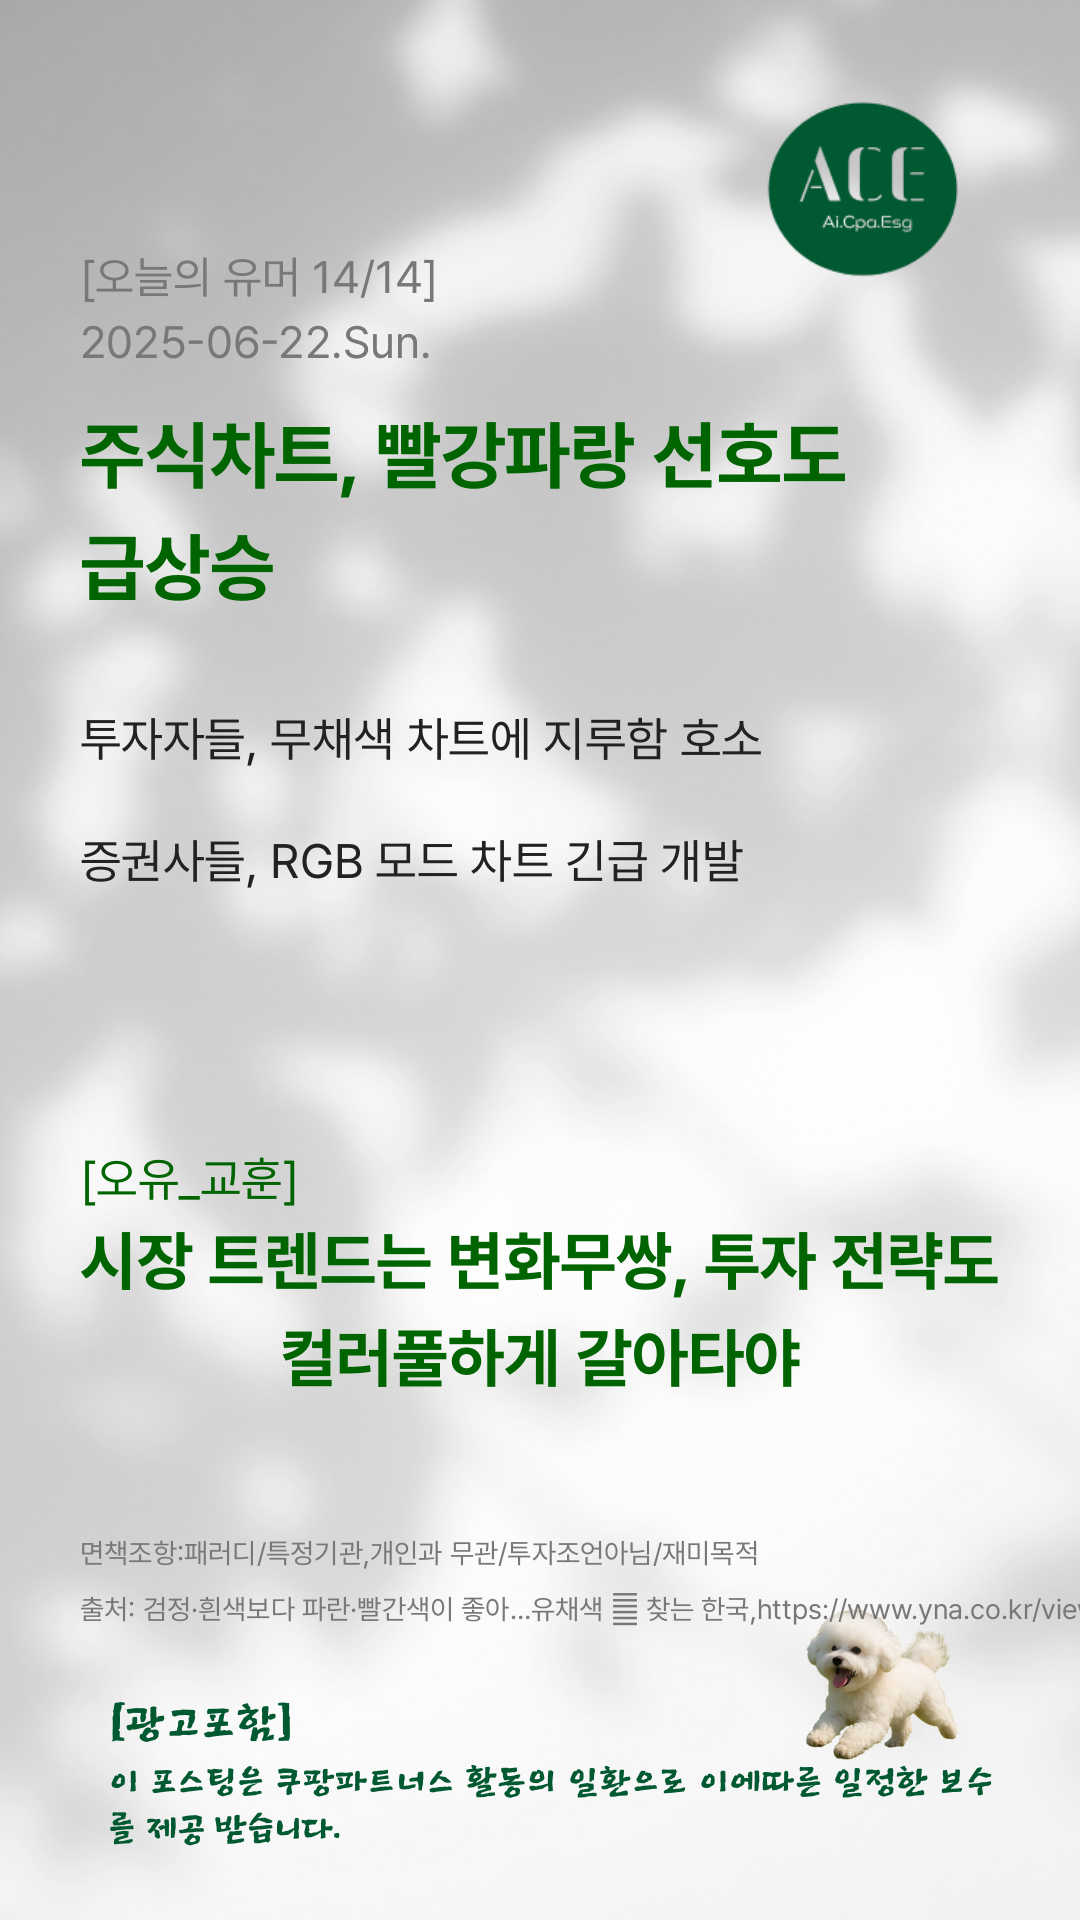 ACE
Ai.Cpa.Esg
[오늘의 유머 14/14]
2025-06-22.Sun.
주식차트, 빨강파랑 선호도
급상승
투자자들, 무채색 차트에 지루함 호소
증권사들, RGB 모드 차트 긴급 개발
[오유_교훈]
시장 트렌드는 변화무쌍, 투자 전략도
컬러풀하게 갈아타야
면책조항:패러디/특정기관,개인과 무관/투자조언아님/재미목적
출처: 검정·흰색보다 파란·빨간색이 좋아…유채색 찾는 한국,https://www.yna.co.kr/vie
[광고포함]
이 포스팅은 쿠팡파트너스 활동의 일환으로 이에따른 일정한 보수
를 제공 받습니다.